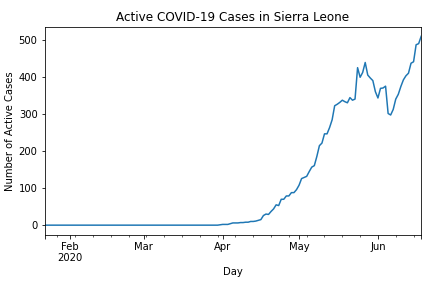 Active COVID-19 Cases in Sierra Leone
Number of Active Cases
500
400
300
200
100
0
Feb
2020
Mar
Apr
May
Jun
Day